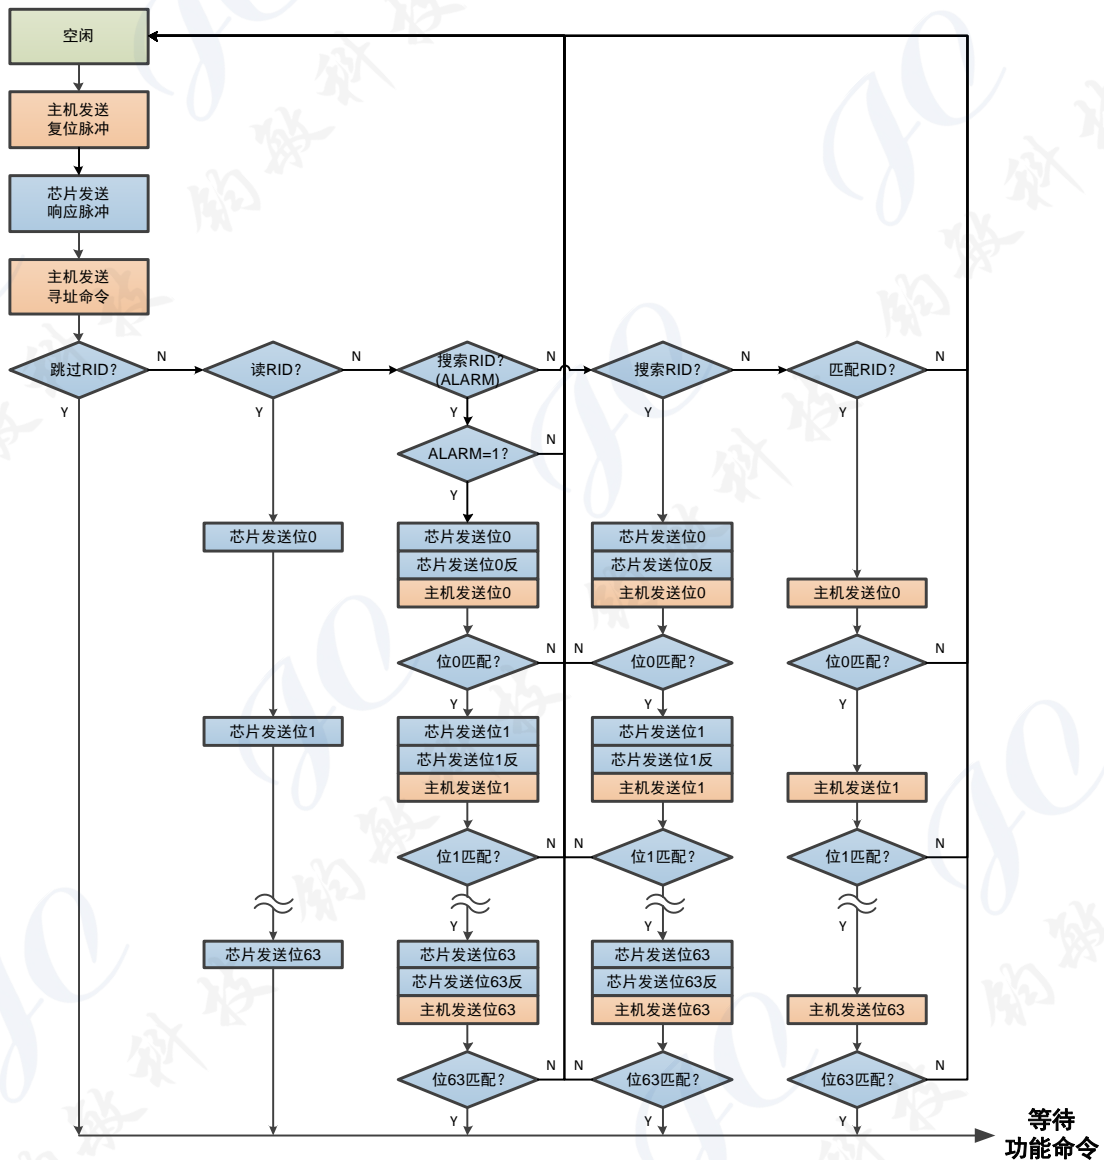 空闲
主机发送
复位脉冲
芯片发送
响应脉冲
主机发送
寻址命令
跳过RID?
N
读RID?
N
搜索RID?
(ALARM)
N
搜索RID?
N
匹配RID?
N
Y
Y
Y
Y
Y
ALARM=1?
N
Y
芯片发送位0
芯片发送位0
芯片发送位0反
主机发送位0
芯片发送位0
芯片发送位0反
主机发送位0
主机发送位0
位0匹配?
N
N
位0匹配?
位0匹配?
N
Y
Y
Y
芯片发送位1
芯片发送位1
芯片发送位1反
主机发送位1
芯片发送位1
芯片发送位1反
主机发送位1
主机发送位1
位1匹配?
N
N
位1匹配?
位1匹配?
N
Y
Y
Y
芯片发送位63
芯片发送位63
芯片发送位63反
主机发送位63
芯片发送位63
芯片发送位63反
主机发送位63
主机发送位63
位63匹配?
N
N
位63匹配?
位63匹配?
N
Y
Y
Y
等待
功能命令